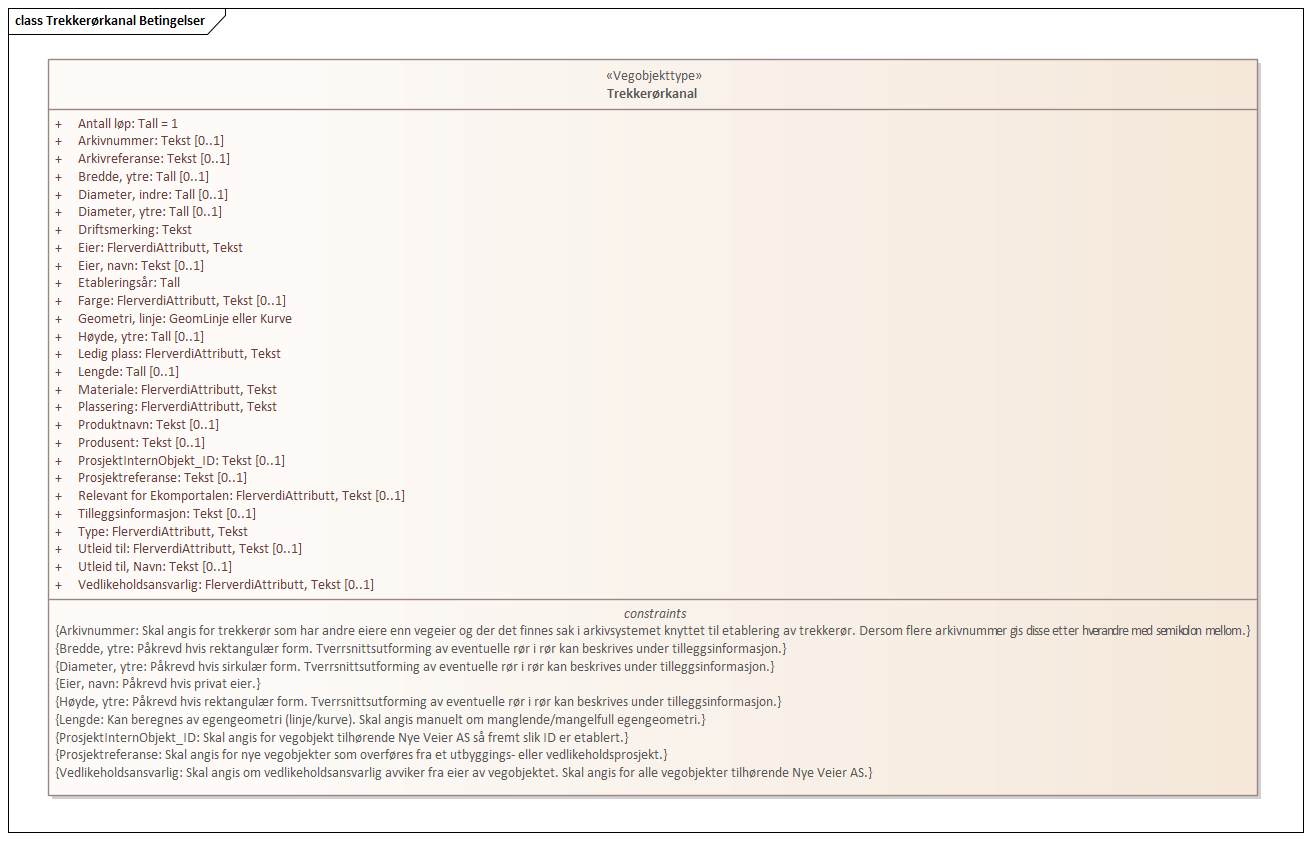 class Trekkerørkanal Betingelser
«Vegobjekttype»
Trekkerørkanal
+ Antall løp: Tall = 1
+ Arkivnummer: Tekst [0..1]
+ Arkivreferanse: Tekst [0..1]
+ Bredde, ytre: Tall [0..1]
+ Diameter, indre: Tall [0..1]
+ Diameter, ytre: Tall [0..1]
+ Driftsmerking: Tekst
+ Eier: FlerverdiAttributt, Tekst
+ Eier, navn: Tekst [0..1]
+ Etableringsår: Tall
+ Farge: FlerverdiAttributt, Tekst [0..1]
+ Geometri, linje: GeomLinje eller Kurve
+ Høyde, ytre: Tall [0..1]
+ Ledig plass: FlerverdiAttributt, Tekst
+ Lengde: Tall [0..1]
+ Materiale: FlerverdiAttributt, Tekst
+ Plassering: FlerverdiAttributt, Tekst
+ Produktnavn: Tekst [0..1]
+ Produsent: Tekst [0..1]
+ ProsjektInternObjekt_ID: Tekst [0..1]
+ Prosjektreferanse: Tekst [0..1]
+ Relevant for Ekomportalen: FlerverdiAttributt, Tekst [0..1]
+ Tilleggsinformasjon: Tekst [0..1]
+ Type: FlerverdiAttributt, Tekst
+ Utleid til: FlerverdiAttributt, Tekst [0..1]
+ Utleid til, Navn: Tekst [0..1]
+ Vedlikeholdsansvarlig: FlerverdiAttributt, Tekst [0..1]
constraints
{Arkivnummer: Skal angis for trekkerør som har andre eiere enn vegeier og der det finnes sak i arkivsystemet knyttet til etablering av trekkerør. Dersom flere arkivnummer gis disse etter hverandre med semikolon mellom.}
{Bredde, ytre: Påkrevd hvis rektangulær form. Tverrsnittsutforming av eventuelle rør i rør kan beskrives under tilleggsinformasjon.}
{Diameter, ytre: Påkrevd hvis sirkulær form. Tverrsnittsutforming av eventuelle rør i rør kan beskrives under tilleggsinformasjon.}
{Eier, navn: Påkrevd hvis privat eier.}
{Høyde, ytre: Påkrevd hvis rektangulær form. Tverrsnittsutforming av eventuelle rør i rør kan beskrives under tilleggsinformasjon.}
{Lengde: Kan beregnes av egengeometri (linje/kurve). Skal angis manuelt om manglende/mangelfull egengeometri.}
{ProsjektInternObjekt_ID: Skal angis for vegobjekt tilhørende Nye Veier AS så fremt slik ID er etablert.}
{Prosjektreferanse: Skal angis for nye vegobjekter som overføres fra et utbyggings- eller vedlikeholdsprosjekt.}
{Vedlikeholdsansvarlig: Skal angis om vedlikeholdsansvarlig avviker fra eier av vegobjektet. Skal angis for alle vegobjekter tilhørende Nye Veier AS.}